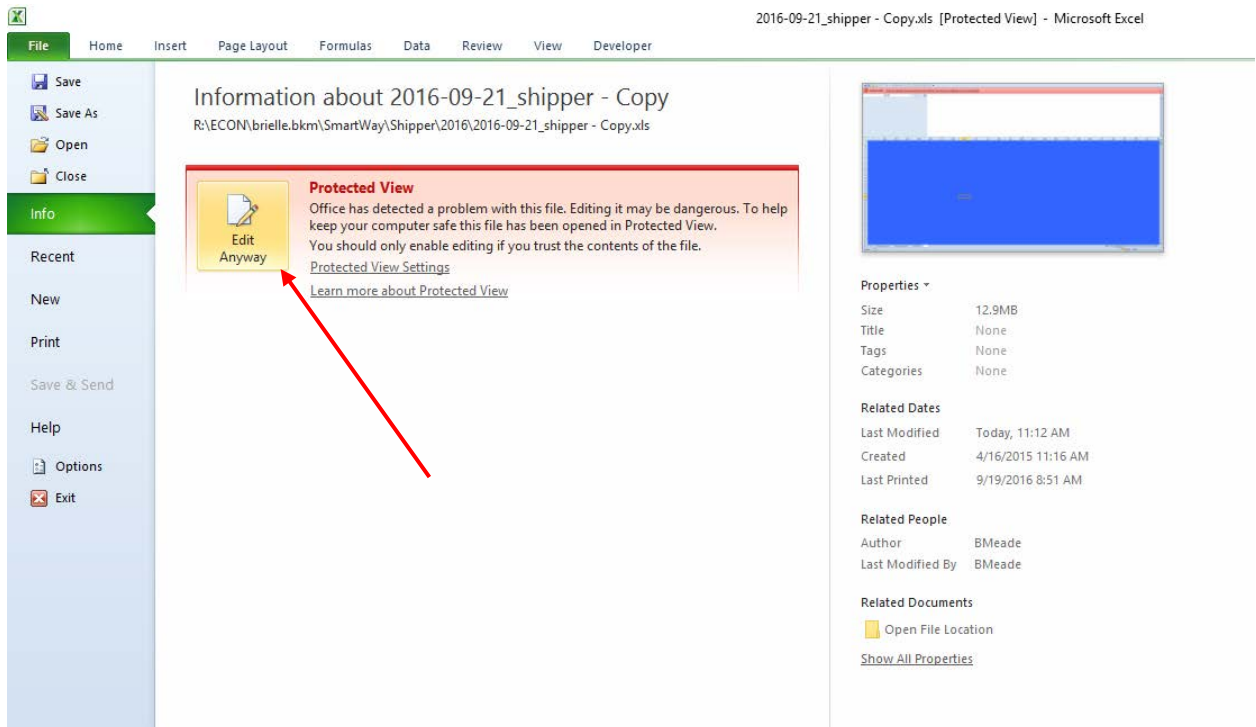 2016-09-21_shipper - Copy.xls [Protected View] - Microsoft Excel
File Home Insert Page Layout Formulas Data Review View Developer
Save
Save As
Open
Close
Info
Recent
New
Print
Save & Send
Help
Options
Exit
Information about 2016-09-21_shipper - Copy
R:\ECON\brielle.bkm\SmartWay\Shipper\2016\2016-09-21_shipper - Copy.xls
Edit
Anyway
Protected View
Office has detected a problem with this file. Editing it may be dangerous. To help
keep your computer safe this file has been opened in Protected View.
You should only enable editing if you trust the contents of the file.
Protected View Settings
Learn more about Protected View
Properties
Size 12.9MB
Title None
Tags None
Categories None
Related Dates
Last Modified Today, 11:12 AM
Created 4/16/2015 11:16 AM
Last Printed 9/19/2016 8:51 AM
Related People
Author BMeade
Last Modified By BMeade
Related Documents
Open File Location
Show All Properties